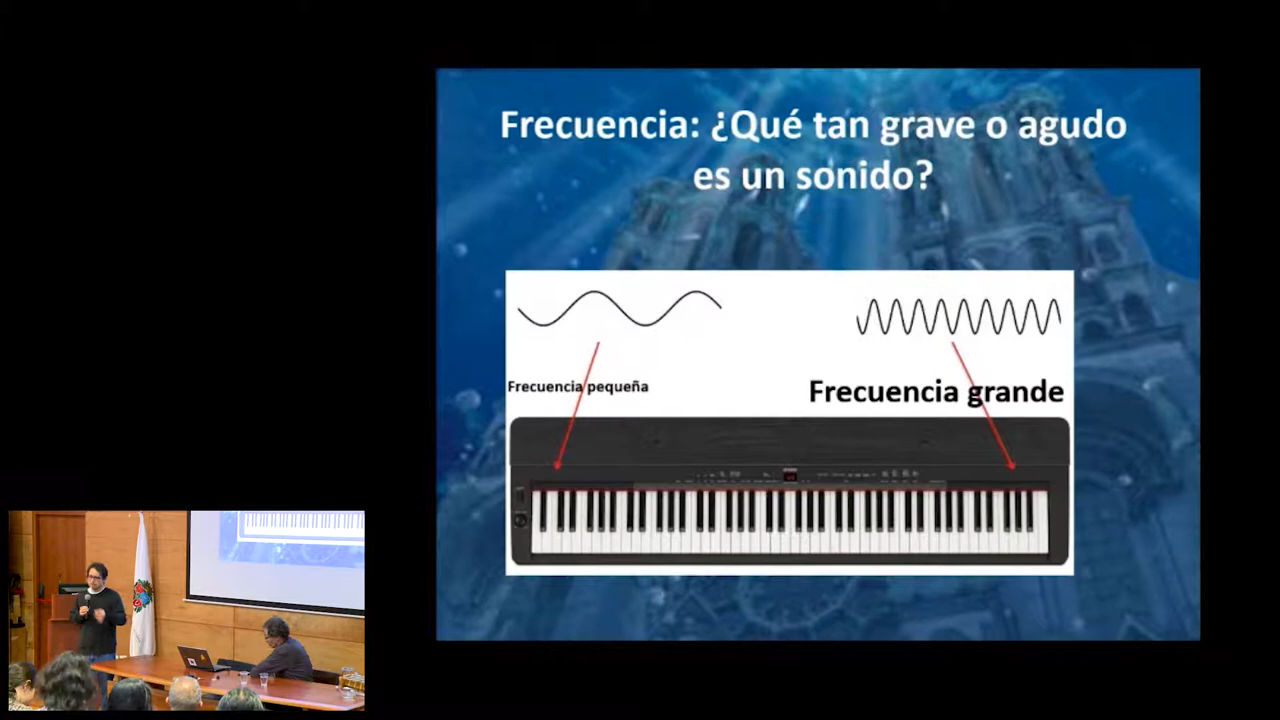 Frecuencia: ¿Qué tan grave o agudo
es un sonido?
Frecuencia pequeña
Frecuencia grande